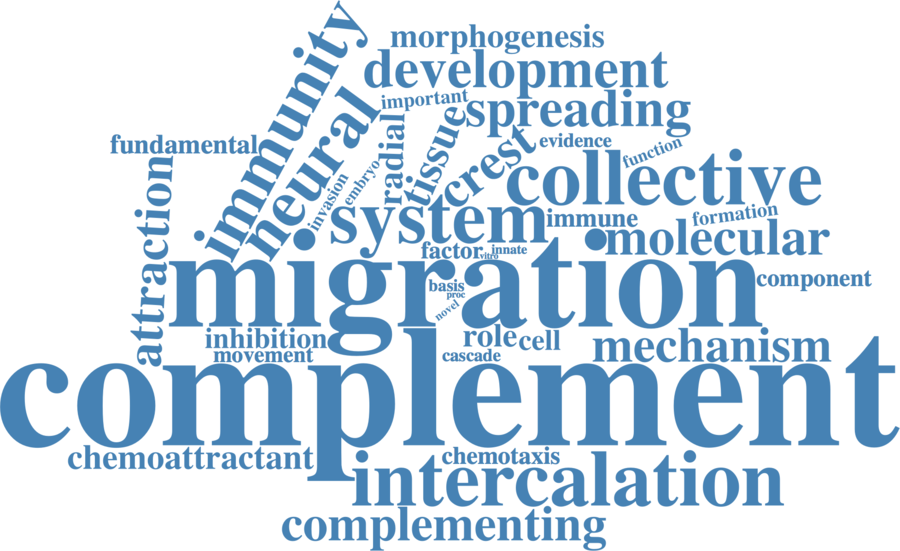 morphogenesis
development
important
spreading
immunity
neural
radial
tissue
crest
evidence
function
fundamental
invasion
embryo
collective
attraction
system
immune
formation
molecular
factor
vitro
innate
migration
component
basis
proc
novel
inhibition
movement
role
cell
cascade
mechanism
complement
chemoattractant
chemotaxis
intercalation
complementing